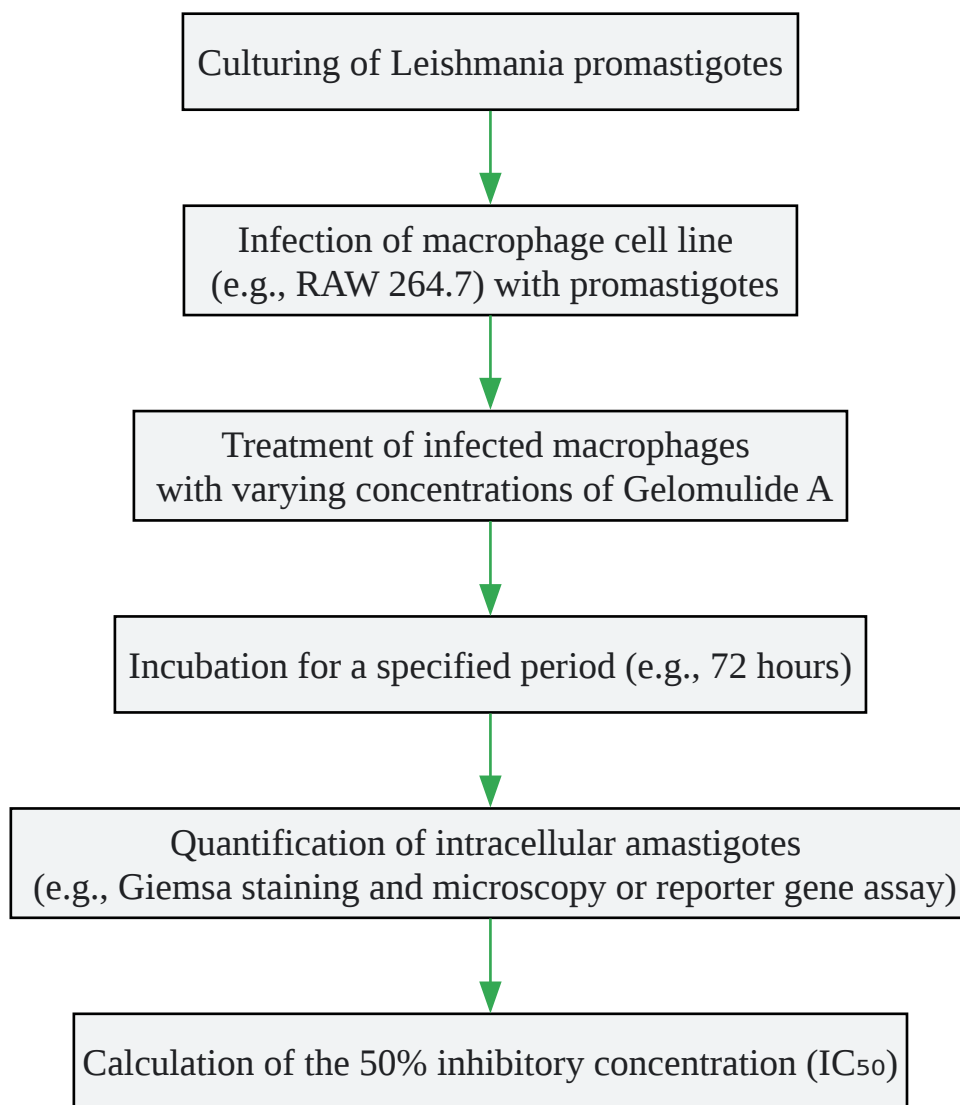 Culturing of Leishmania promastigotes
Infection of macrophage cell line
(e.g., RAW 264.7) with promastigotes
Treatment of infected macrophages
with varying concentrations of Gelomulide A
Incubation for a specified period (e.g., 72 hours)
Quantification of intracellular amastigotes
(e.g., Giemsa staining and microscopy or reporter gene assay)
Calculation of the 50% inhibitory concentration (IC₅₀)